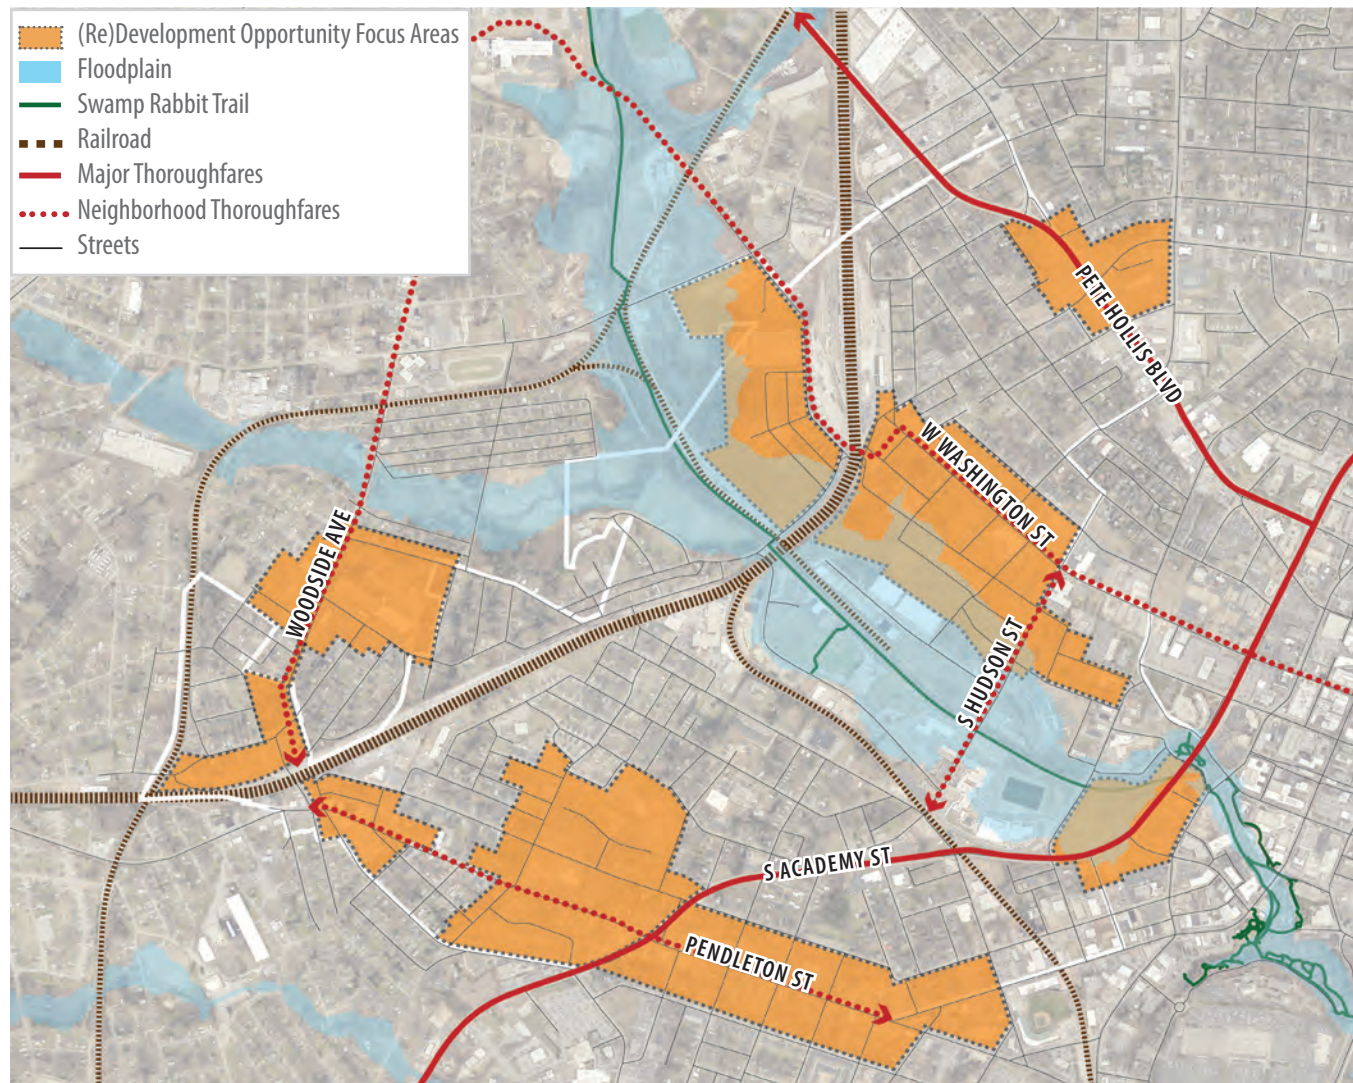 (Re)Development Opportunity Focus Areas
Floodplain
Swamp Rabbit Trail
Railroad
Major Thoroughfares
Neighborhood Thoroughfares
Streets
PETE HOLLIS BLVD
W WASHINGTON ST
WOODSIDE AVE
S HUDSON ST
S ACADEMY ST
PENDLETON ST